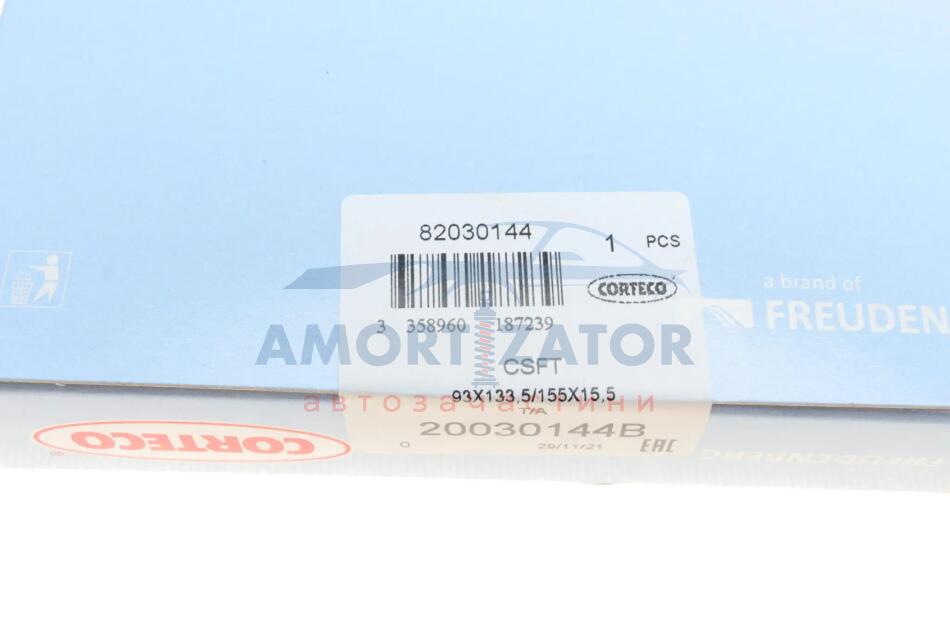 82030144
1 PCS
CORTECO
3 358960 187239
a brand of
FREUDEN
AMORTIZATOR
CSFT
93X133,5/155X15,5
автозапчастини
T/A
20030144B
0 29/11/21 EAC
CORTECO®
FREUDENBERG